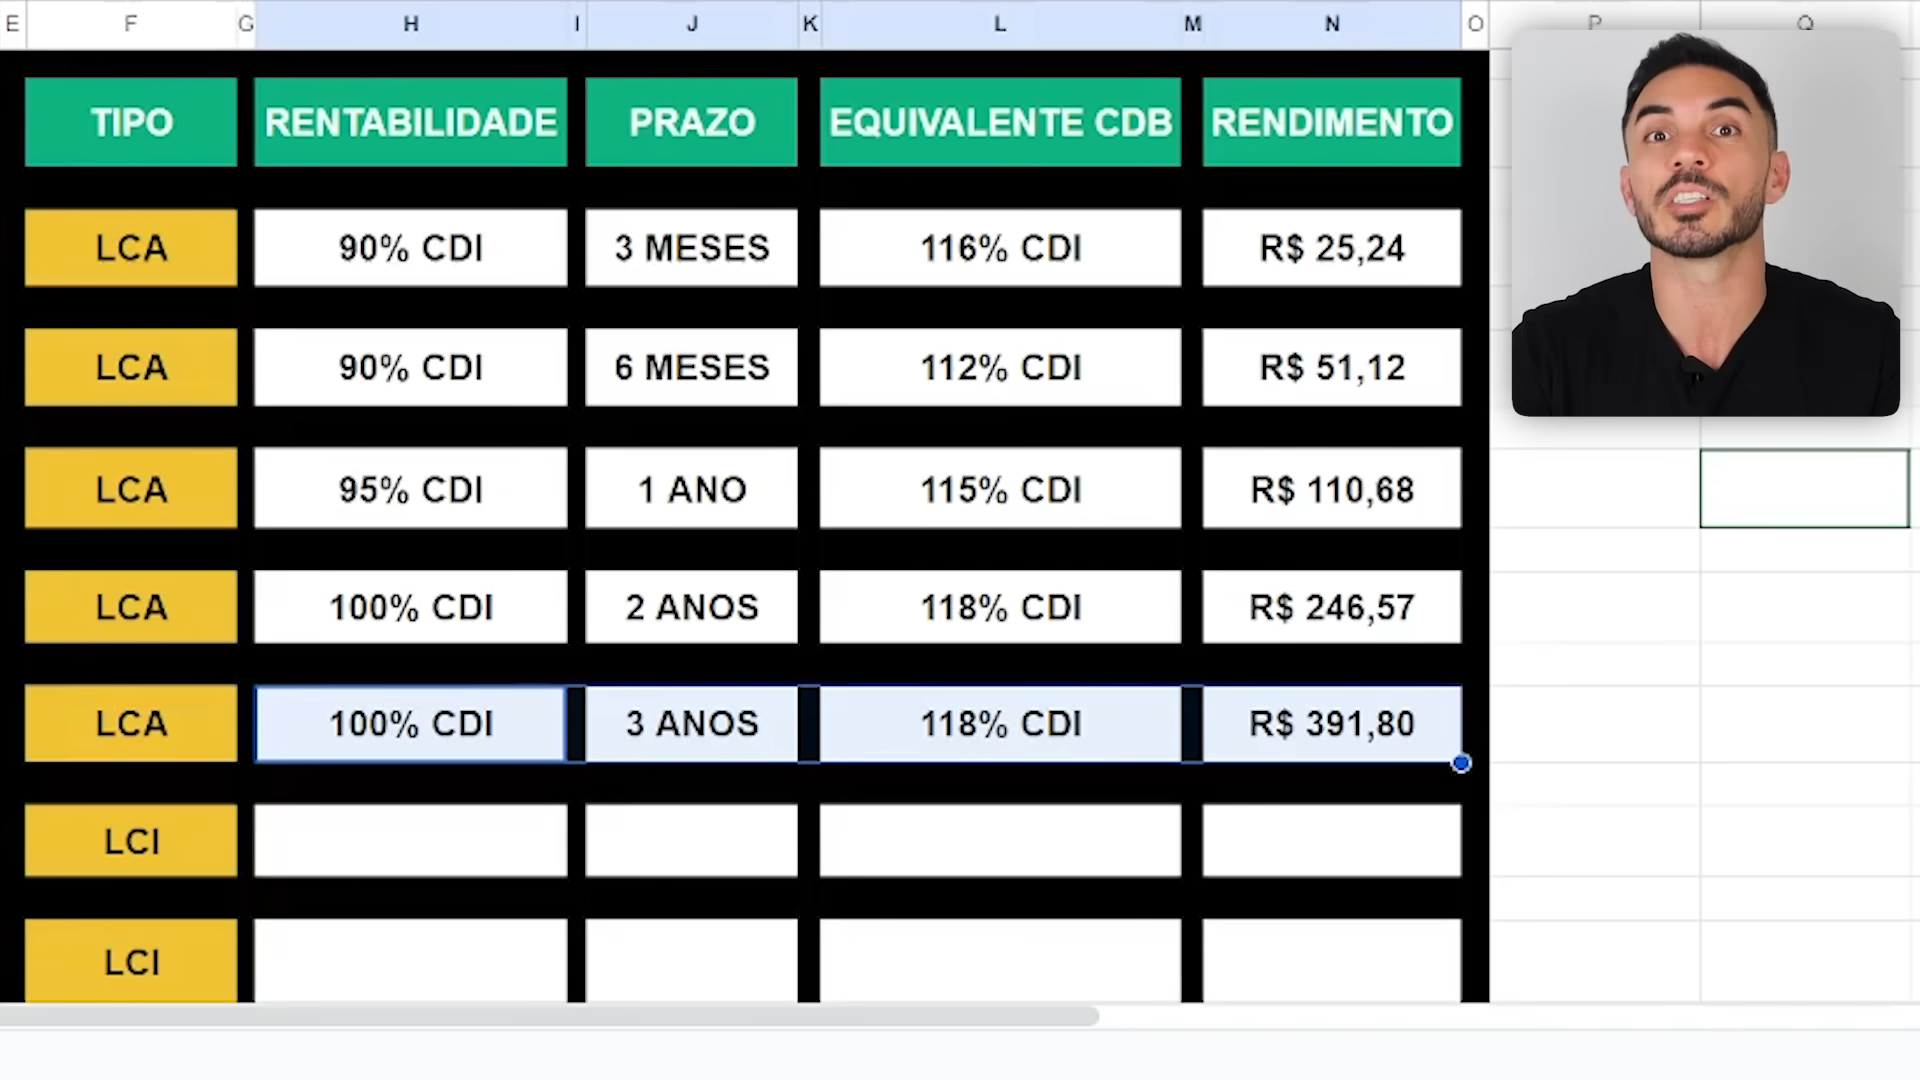 E F G H I J K L M N O P Q
TIPO RENTABILIDADE PRAZO EQUIVALENTE CDB RENDIMENTO
LCA 90% CDI 3 MESES 116% CDI R$ 25,24
LCA 90% CDI 6 MESES 112% CDI R$ 51,12
LCA 95% CDI 1 ANO 115% CDI R$ 110,68
LCA 100% CDI 2 ANOS 118% CDI R$ 246,57
LCA 100% CDI 3 ANOS 118% CDI R$ 391,80
LCI
LCI